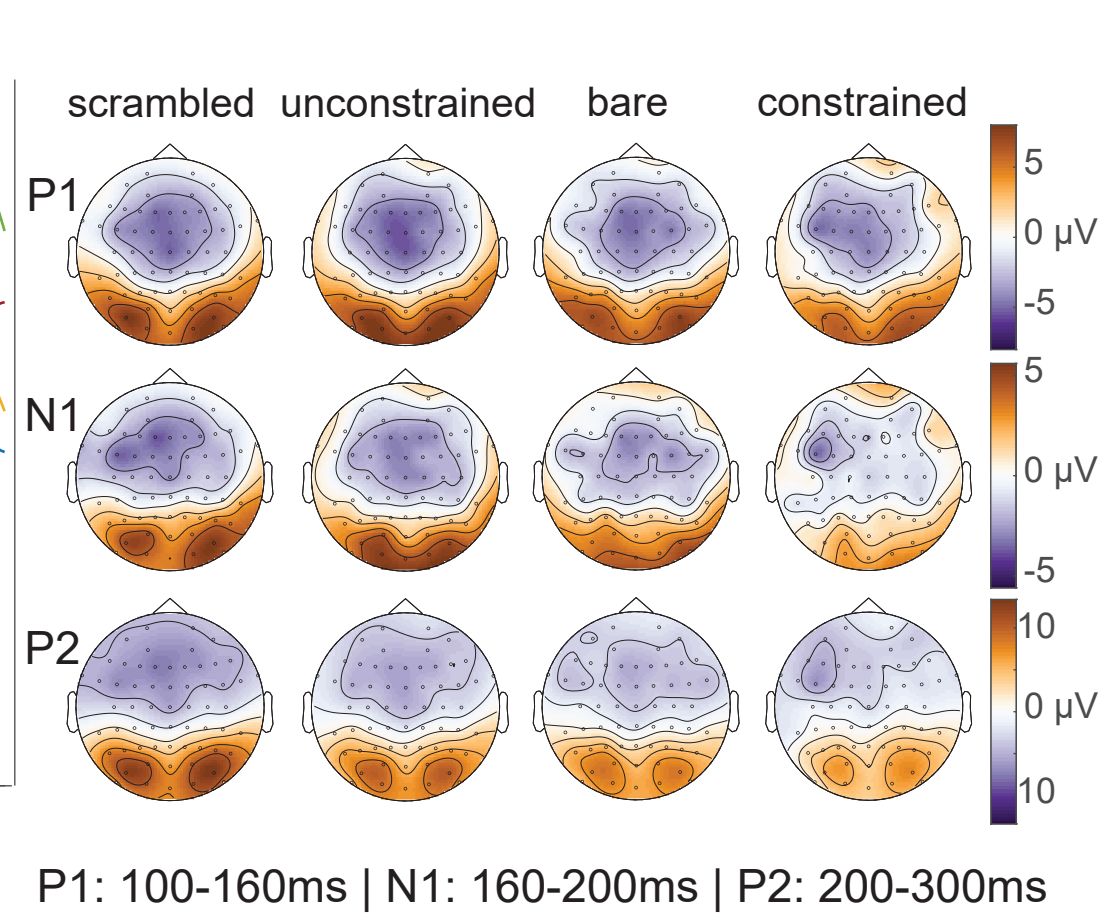 scrambled unconstrained bare constrained
P1
5
0 µV
-5
N1
5
0 µV
-5
P2
10
0 µV
10
P1: 100-160ms | N1: 160-200ms | P2: 200-300ms